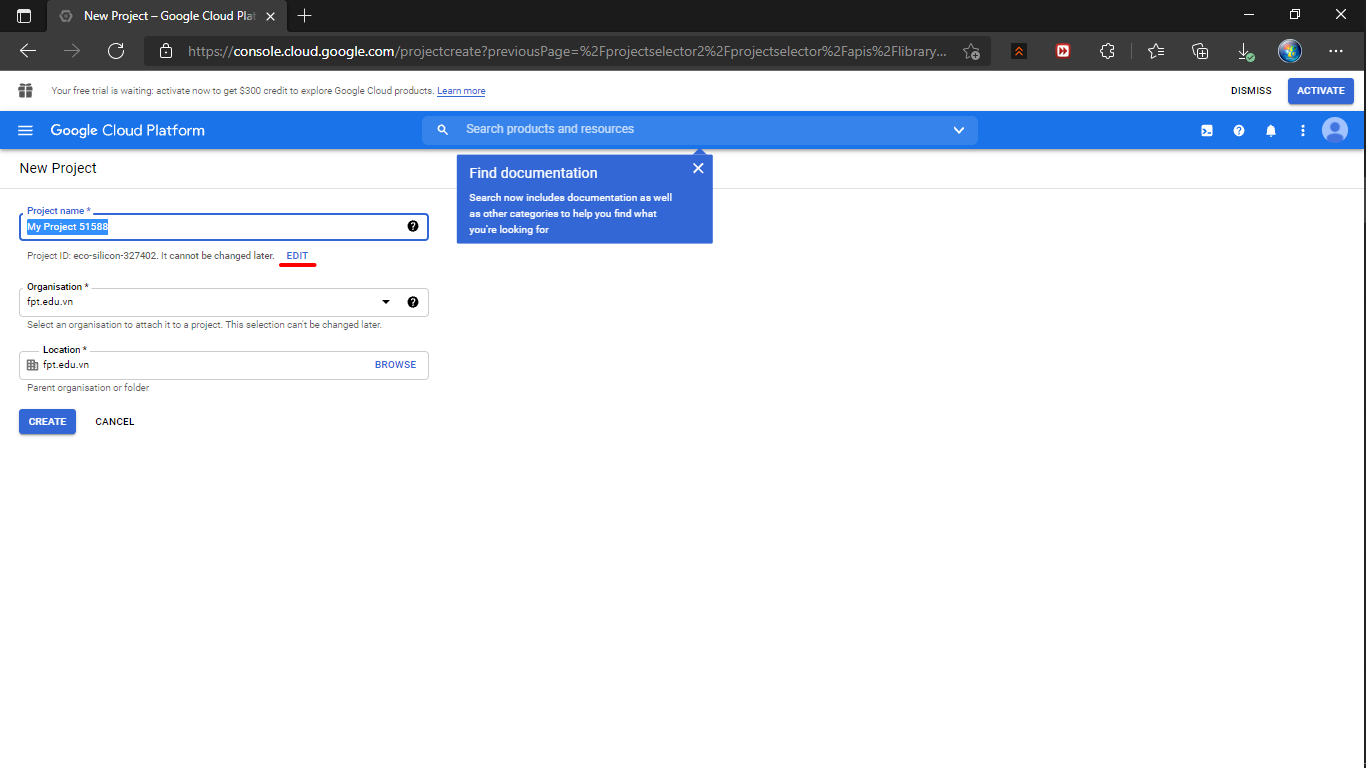 New Project – Google Cloud Plat
https://console.cloud.google.com/projectcreate?previousPage=%2Fprojectselector2%2Fprojectselector%2Fapis%2Flibrary...
Your free trial is waiting: activate now to get $300 credit to explore Google Cloud products. Learn more
DISMISS
ACTIVATE
Google Cloud Platform
Search products and resources
New Project
Find documentation
Search now includes documentation as well
as other categories to help you find what
you're looking for
Project name *
My Project 51588
Project ID: eco-silicon-327402. It cannot be changed later. EDIT
Organisation *
fpt.edu.vn
Select an organisation to attach it to a project. This selection can't be changed later.
Location *
fpt.edu.vn
BROWSE
Parent organisation or folder
CREATE
CANCEL